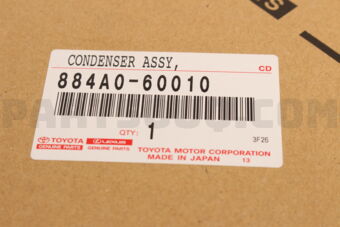 CONDENSER ASSY,
CD
884A0-60010
QTY: 1
3F26
TOYOTA LEXUS
GENUINE PARTS GENUINE PARTS
TOYOTA MOTOR CORPORATION
MADE IN JAPAN 13